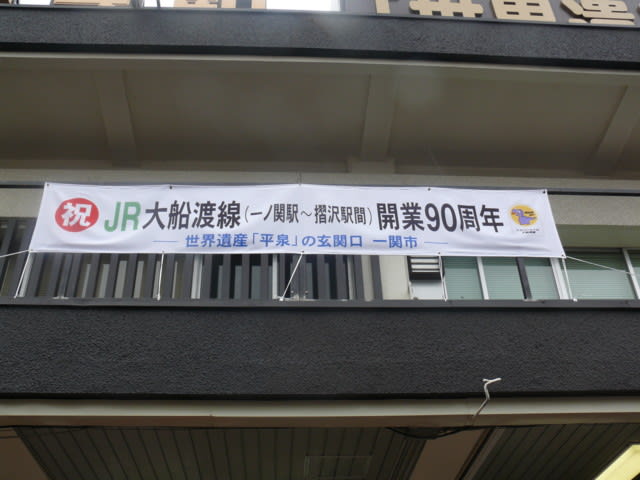 祝 JR大船渡線(一ノ関駅～摺沢駅間)開業90周年
世界遺産「平泉」の玄関口 一関市